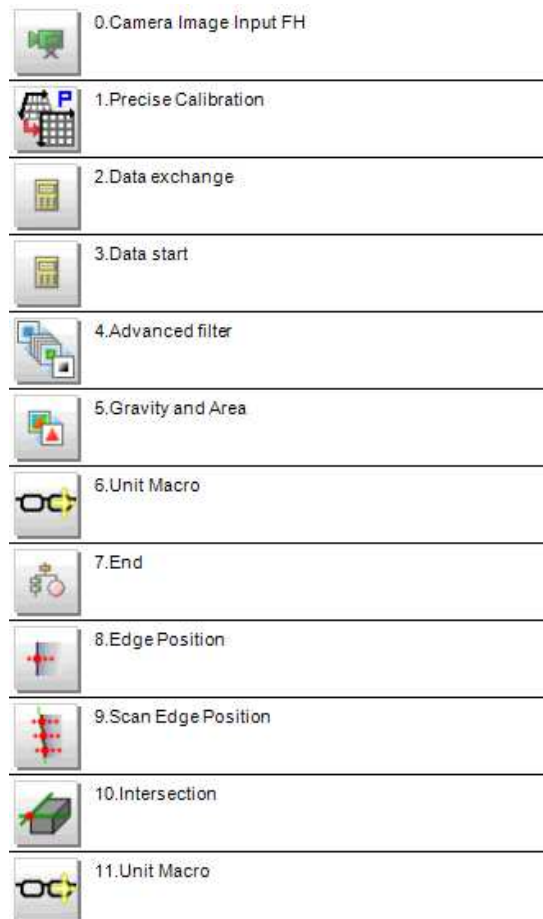 0.Camera Image Input FH
P
1.Precise Calibration
2.Data exchange
3.Data start
4.Advanced filter
5.Gravity and Area
6.Unit Macro
7.End
8.Edge Position
9.Scan Edge Position
10.Intersection
11.Unit Macro